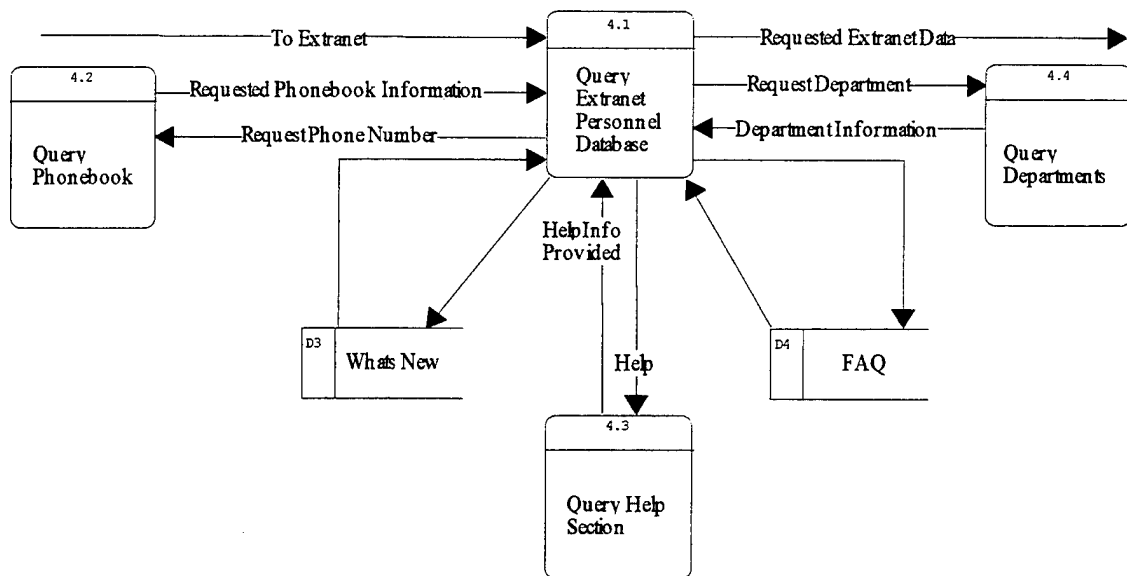 4.1
To Extranet
Requested Extranet Data
4.2
Requested Phonebook Information
Query
Extranet
Personnel
Database
Request Department
4.4
Request Phone Number
Department Information
Query
Phonebook
Query
Departments
Help Info
Provided
D3
Whats New
Help
D4
FAQ
4.3
Query Help
Section